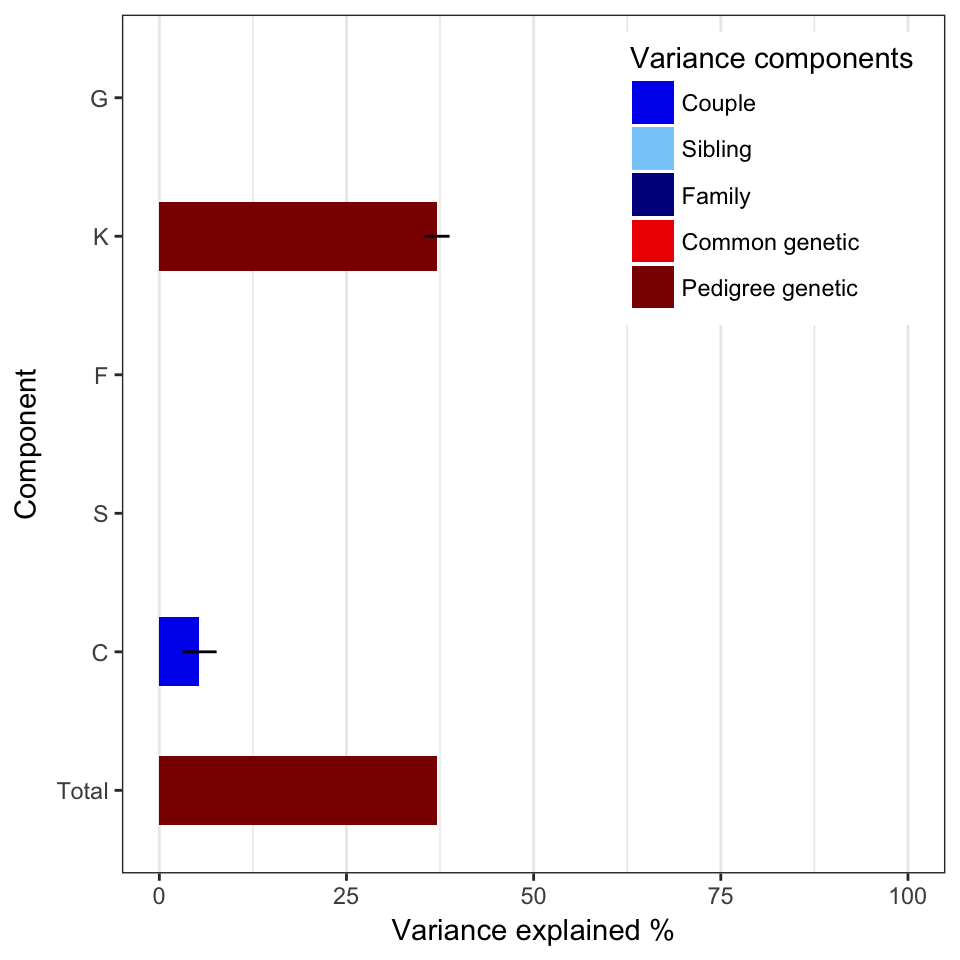 Variance components
Couple
Sibling
Family
Common genetic
Pedigree genetic
G
K
F
S
C
Total
Component
0 25 50 75 100
Variance explained %